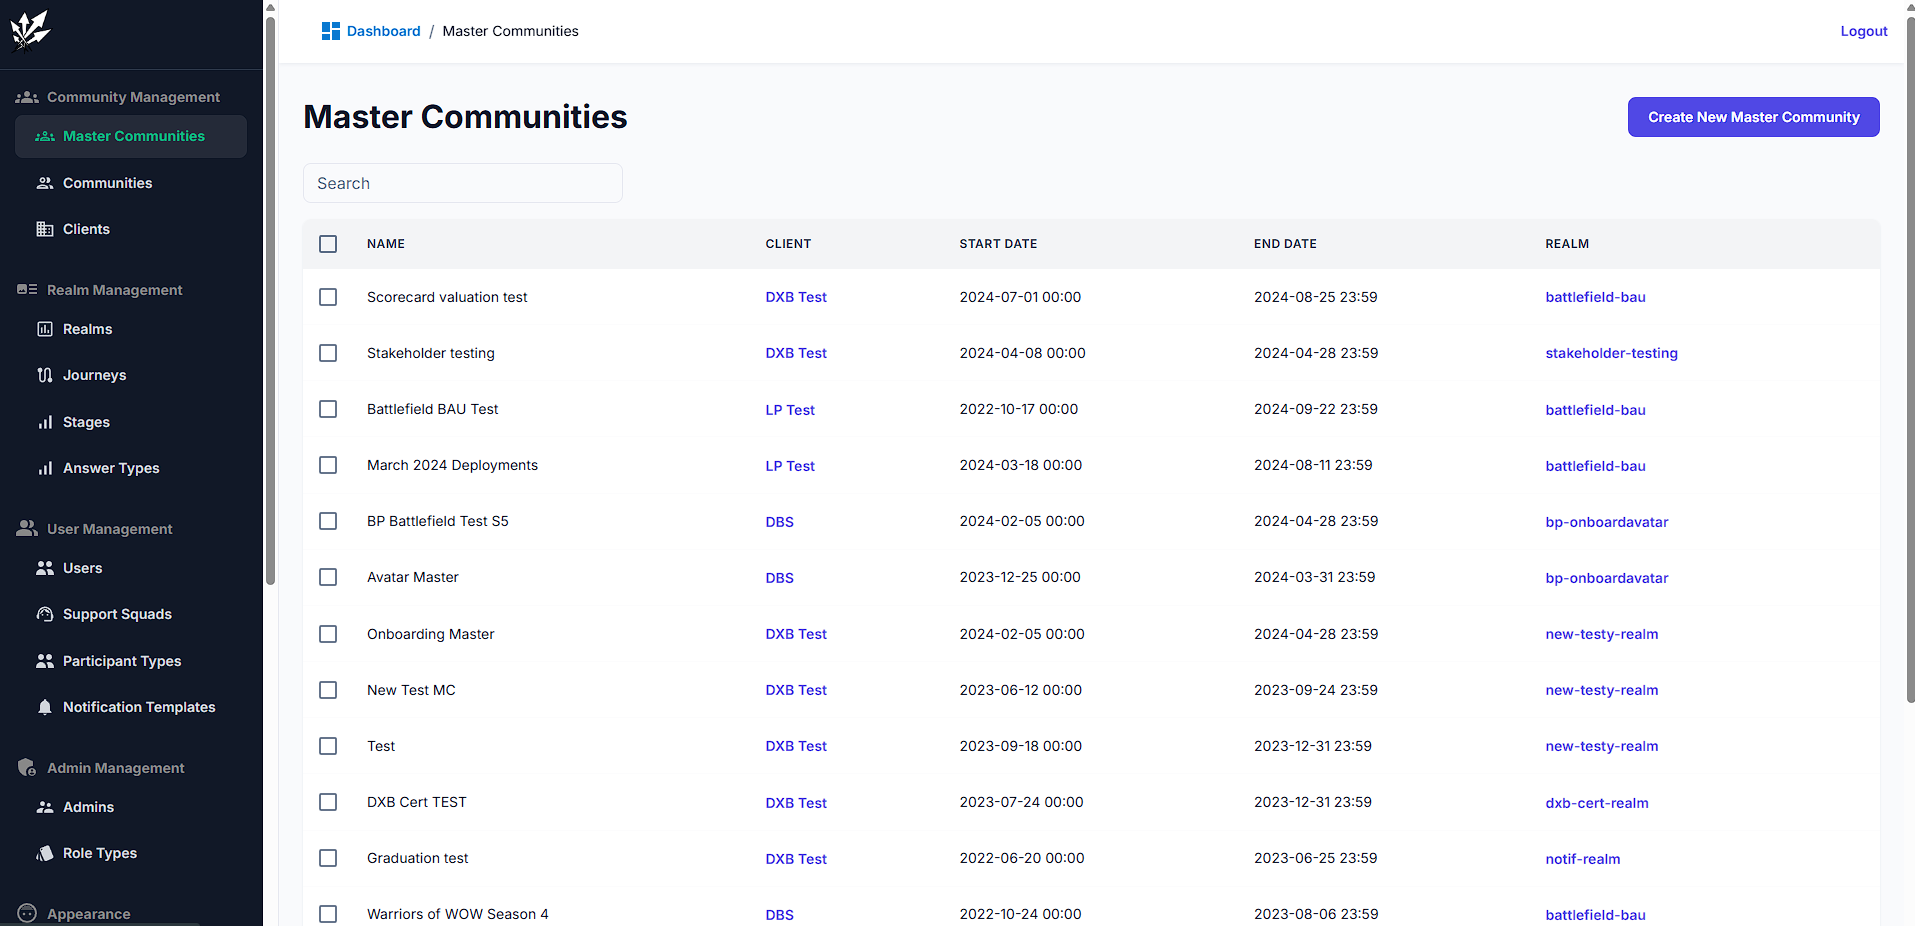 Dashboard / Master Communities
Logout
Community Management
Master Communities
Communities
Clients
Realm Management
Realms
Journeys
Stages
Answer Types
User Management
Users
Support Squads
Participant Types
Notification Templates
Admin Management
Admins
Role Types
Appearance
Master Communities
Create New Master Community
Search
NAME CLIENT START DATE END DATE REALM
Scorecard valuation test DXB Test 2024-07-01 00:00 2024-08-25 23:59 battlefield-bau
Stakeholder testing DXB Test 2024-04-08 00:00 2024-04-28 23:59 stakeholder-testing
Battlefield BAU Test LP Test 2022-10-17 00:00 2024-09-22 23:59 battlefield-bau
March 2024 Deployments LP Test 2024-03-18 00:00 2024-08-11 23:59 battlefield-bau
BP Battlefield Test S5 DBS 2024-02-05 00:00 2024-04-28 23:59 bp-onboardavatar
Avatar Master DBS 2023-12-25 00:00 2024-03-31 23:59 bp-onboardavatar
Onboarding Master DXB Test 2024-02-05 00:00 2024-04-28 23:59 new-testy-realm
New Test MC DXB Test 2023-06-12 00:00 2023-09-24 23:59 new-testy-realm
Test DXB Test 2023-09-18 00:00 2023-12-31 23:59 new-testy-realm
DXB Cert TEST DXB Test 2023-07-24 00:00 2023-12-31 23:59 dxb-cert-realm
Graduation test DXB Test 2022-06-20 00:00 2023-06-25 23:59 notif-realm
Warriors of WOW Season 4 DBS 2022-10-24 00:00 2023-08-06 23:59 battlefield-bau